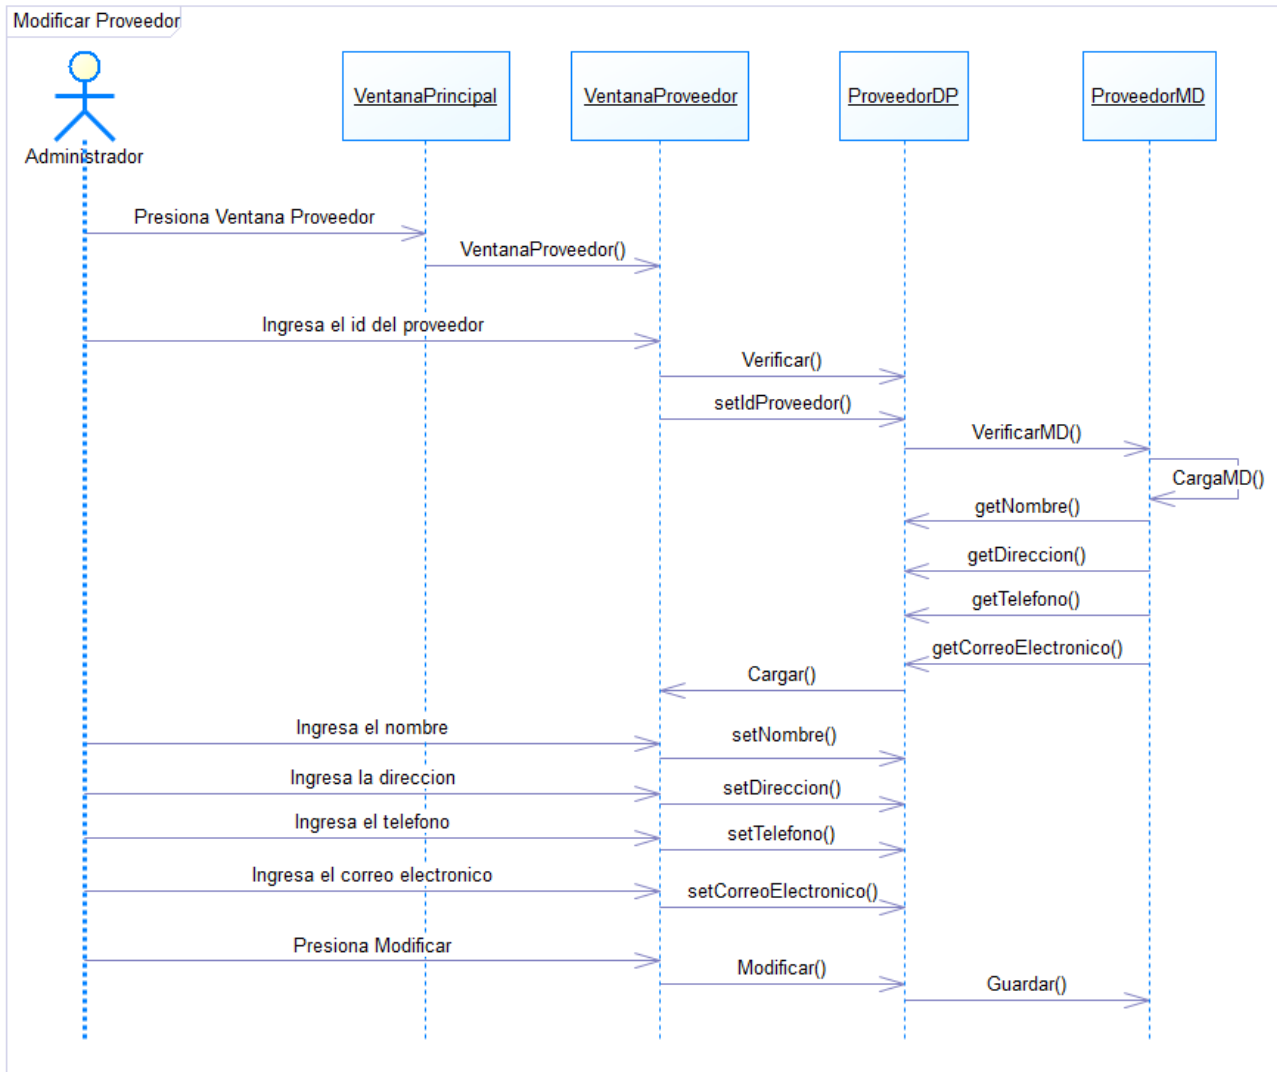 Modificar Proveedor
Administrador
VentanaPrincipal
VentanaProveedor
ProveedorDP
ProveedorMD
Presiona Ventana Proveedor
VentanaProveedor()
Ingresa el id del proveedor
Verificar()
setIdProveedor()
VerificarMD()
CargaMD()
getNombre()
getDireccion()
getTelefono()
getCorreoElectronico()
Cargar()
Ingresa el nombre
setNombre()
Ingresa la direccion
setDireccion()
Ingresa el telefono
setTelefono()
Ingresa el correo electronico
setCorreoElectronico()
Presiona Modificar
Modificar()
Guardar()